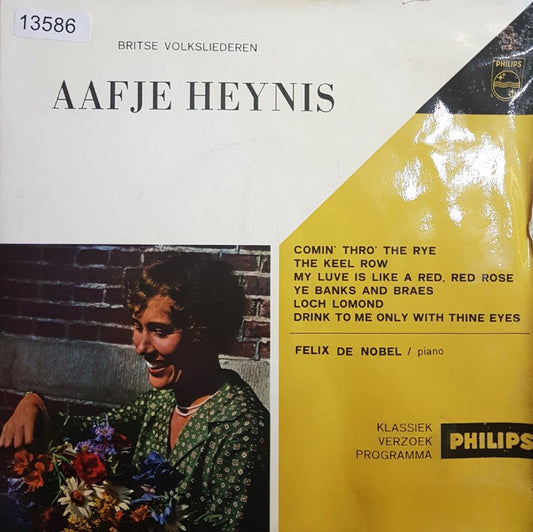 13586
BRITSE VOLKSLIEDEREN
AAFJE HEYNIS
PHILIPS
COMIN' THRO' THE RYE
THE KEEL ROW
MY LUVE IS LIKE A RED, RED ROSE
YE BANKS AND BRAES
LOCH LOMOND
DRINK TO ME ONLY WITH THINE EYES
FELIX DE NOBEL / piano
KLASSIEK
VERZOEK
PROGRAMMA
PHILIPS